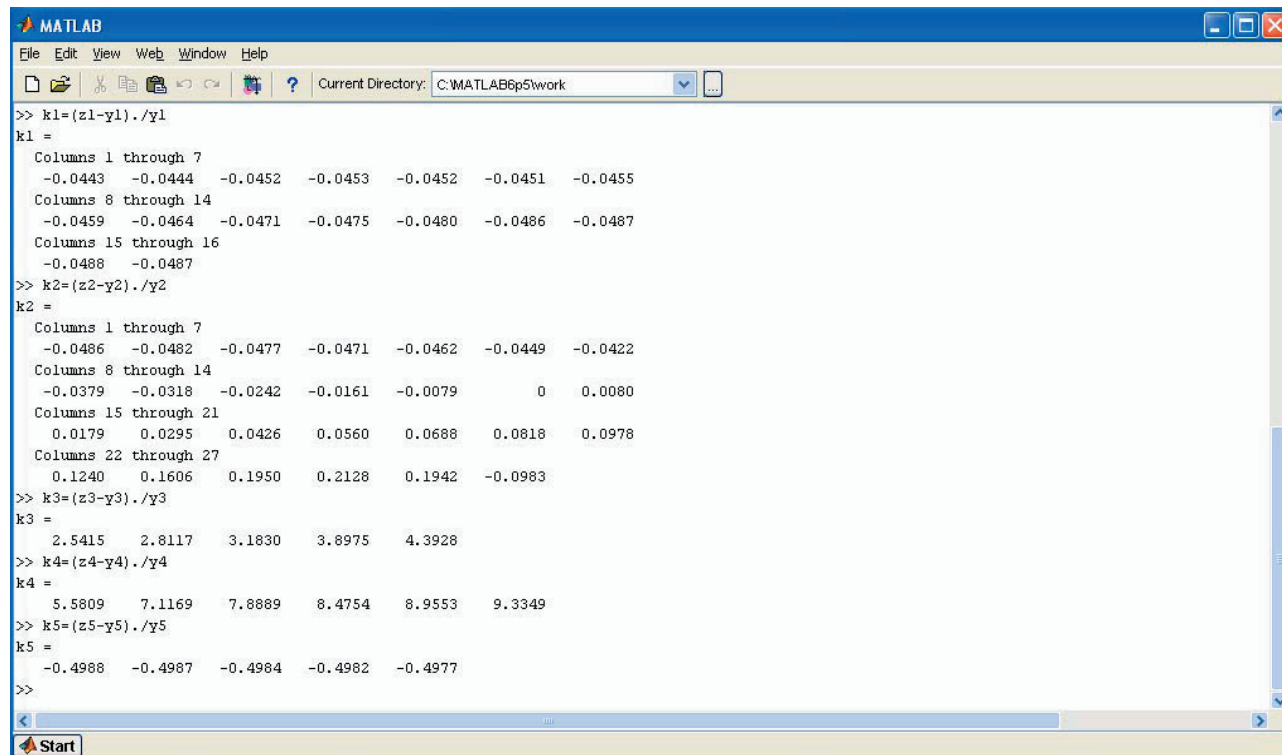 MATLAB
File Edit View Web Window Help
? Current Directory: C:\MATLAB6p5\work ...
>> k1=(z1-y1)./y1
k1 =
Columns 1 through 7
-0.0443 -0.0444 -0.0452 -0.0453 -0.0452 -0.0451 -0.0455
Columns 8 through 14
-0.0459 -0.0464 -0.0471 -0.0475 -0.0480 -0.0486 -0.0487
Columns 15 through 16
-0.0488 -0.0487
>> k2=(z2-y2)./y2
k2 =
Columns 1 through 7
-0.0486 -0.0482 -0.0477 -0.0471 -0.0462 -0.0449 -0.0422
Columns 8 through 14
-0.0379 -0.0318 -0.0242 -0.0161 -0.0079 0 0.0080
Columns 15 through 21
0.0179 0.0295 0.0426 0.0560 0.0688 0.0818 0.0978
Columns 22 through 27
0.1240 0.1606 0.1950 0.2128 0.1942 -0.0983
>> k3=(z3-y3)./y3
k3 =
2.5415 2.8117 3.1830 3.8975 4.3928
>> k4=(z4-y4)./y4
k4 =
5.5809 7.1169 7.8889 8.4754 8.9553 9.3349
>> k5=(z5-y5)./y5
k5 =
-0.4988 -0.4987 -0.4984 -0.4982 -0.4977
>>
Start